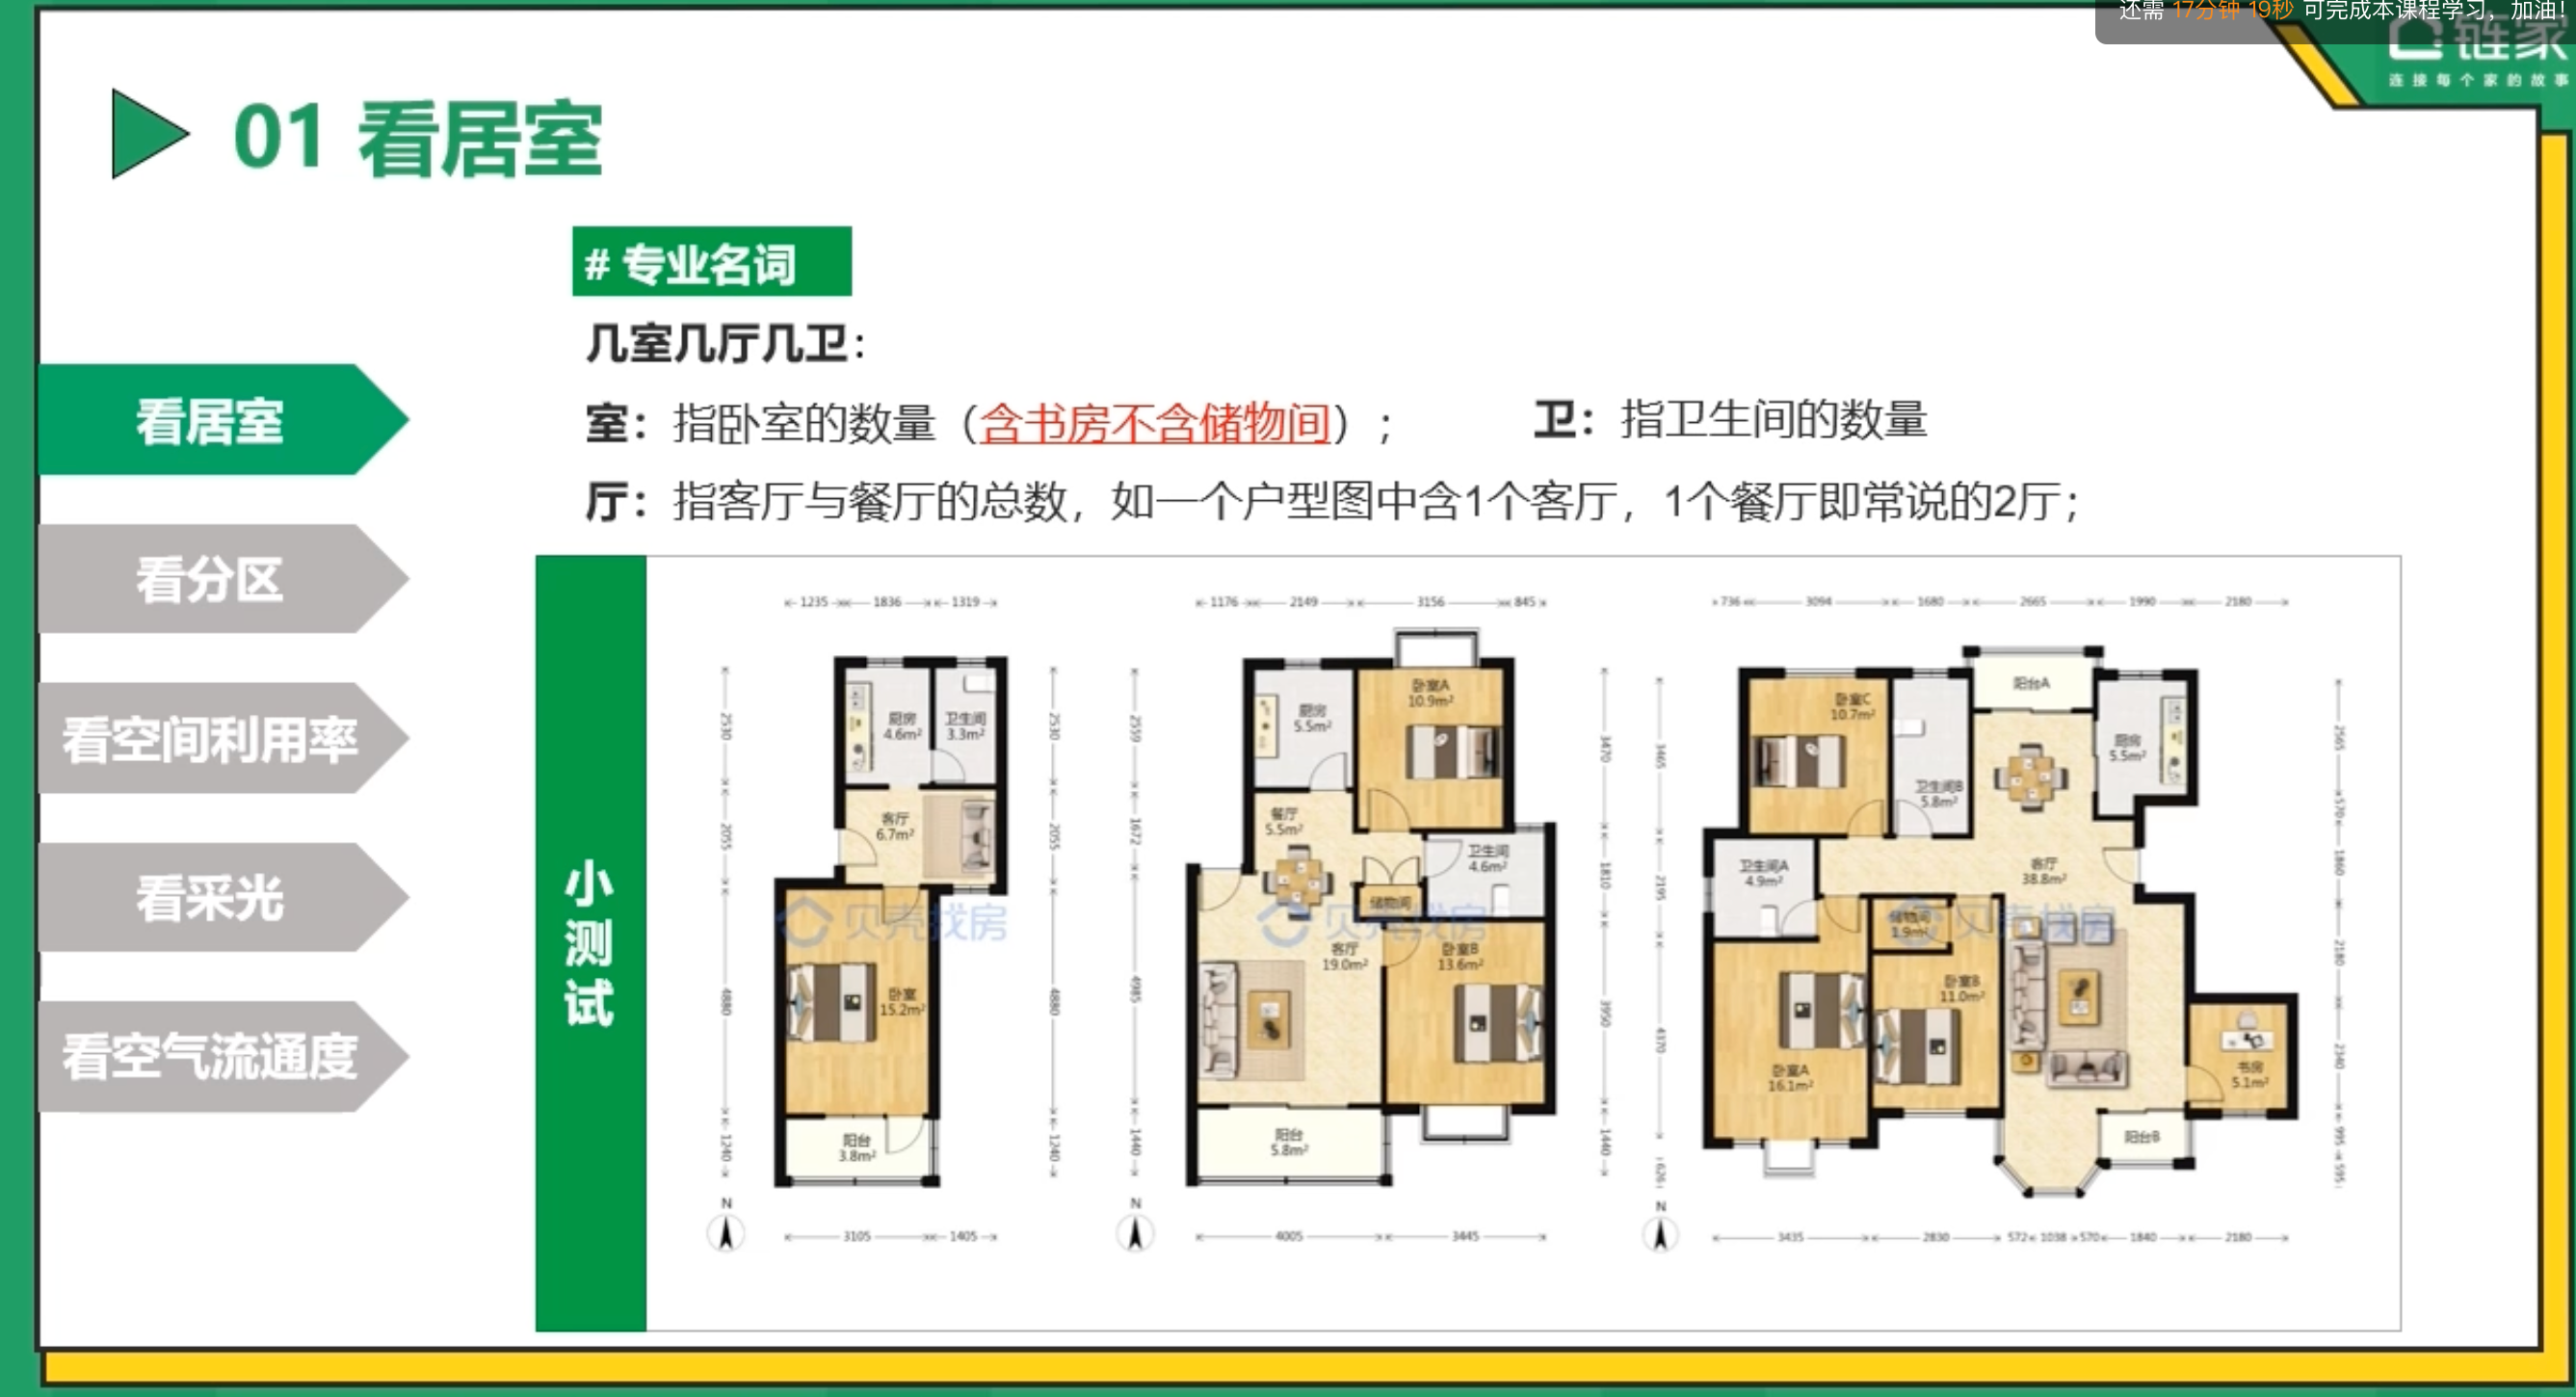 还需 17分钟 19秒 可完成本课程学习，加油！
链家
连接每个家的故事
01 看居室
# 专业名词
几室几厅几卫：
室：指卧室的数量（含书房不含储物间）；
卫：指卫生间的数量
厅：指客厅与餐厅的总数，如一个户型图中含1个客厅，1个餐厅即常说的2厅；
看居室
看分区
看空间利用率
看采光
看空气流通度
小测试
1235
1836
1319
2530
2055
4880
1240
厨房
4.6m²
卫生间
3.3m²
客厅
6.7m²
卧室
15.2m²
阳台
3.8m²
贝壳找房
2530
2055
4880
1240
N
3105
1405
1176
2149
3156
845
2559
1672
4985
1440
厨房
5.5m²
卧室A
10.9m²
餐厅
5.5m²
卫生间
4.6m²
储物间
客厅
19.0m²
卧室B
13.6m²
阳台
5.8m²
贝壳找房
3470
1810
3950
1440
N
4005
3445
736
3094
1680
2665
1990
2180
3465
2195
4370
626
卧室C
10.7m²
卫生间B
5.8m²
阳台A
厨房
5.5m²
卫生间A
4.9m²
客厅
38.8m²
储物间
1.9m²
卧室B
11.0m²
卧室A
16.1m²
书房
5.1m²
阳台B
贝壳找房
2565
570
1860
2180
2340
995
595
N
3435
2830
572
1038
570
1840
2180